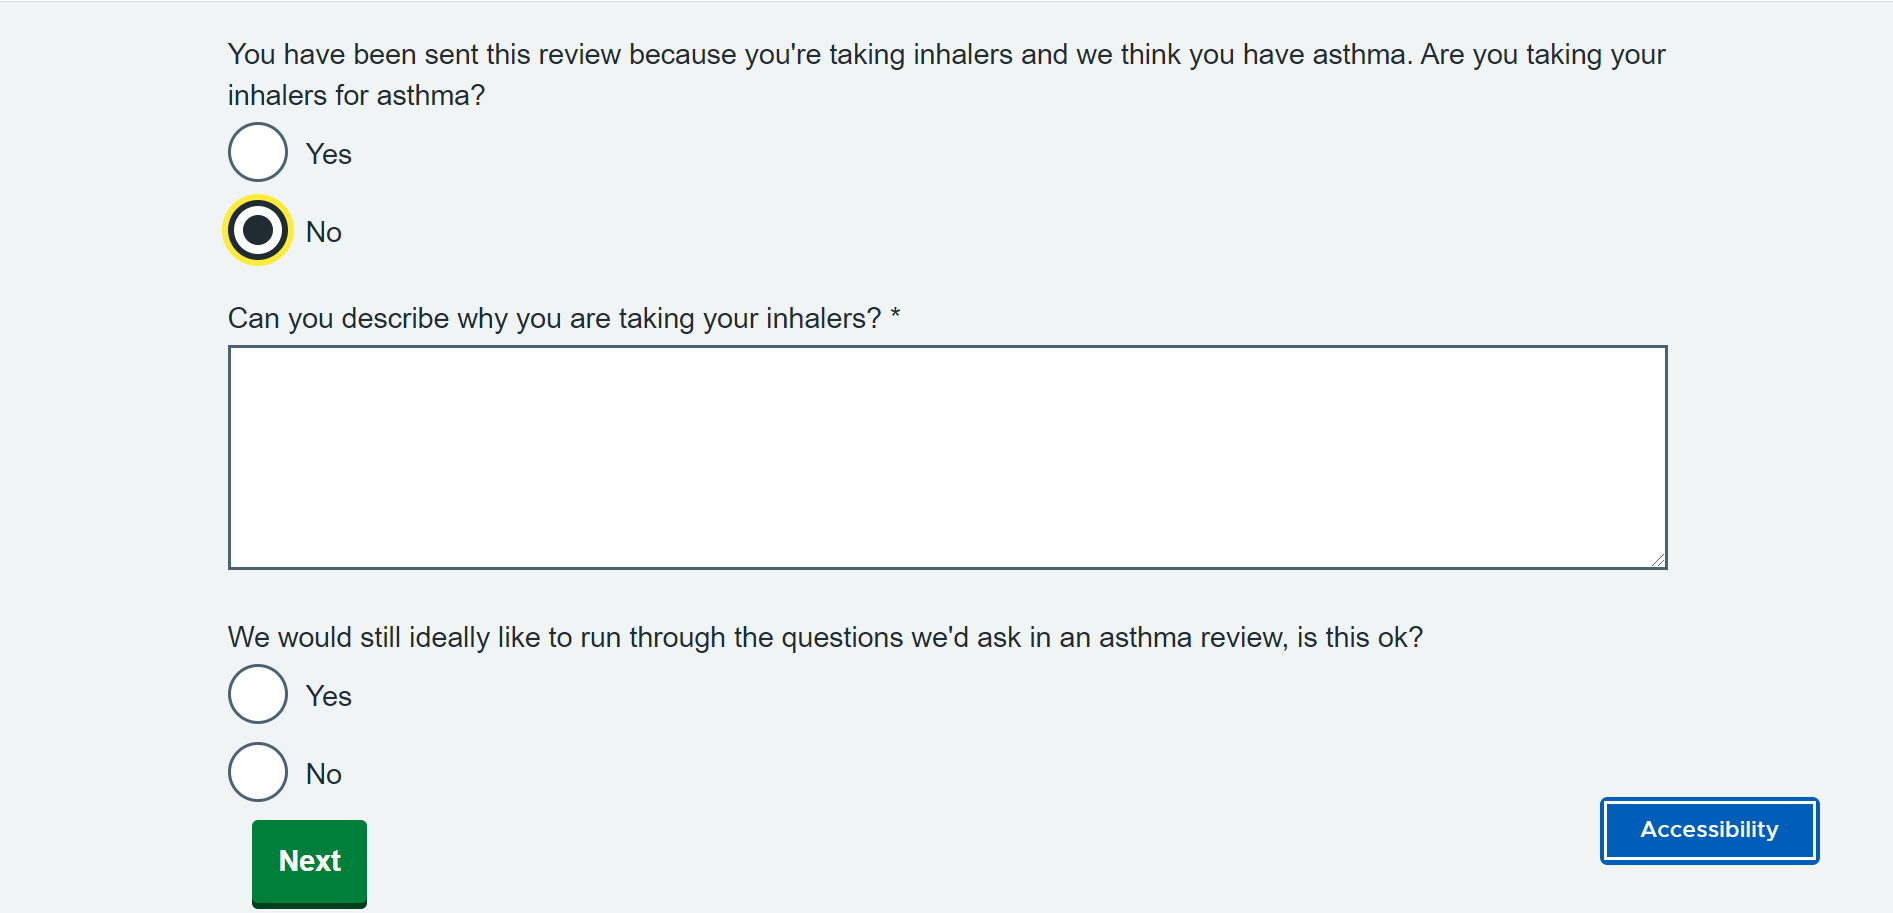 You have been sent this review because you're taking inhalers and we think you have asthma. Are you taking your
inhalers for asthma?
Yes
No
Can you describe why you are taking your inhalers? *
We would still ideally like to run through the questions we'd ask in an asthma review, is this ok?
Yes
No
Next
Accessibility